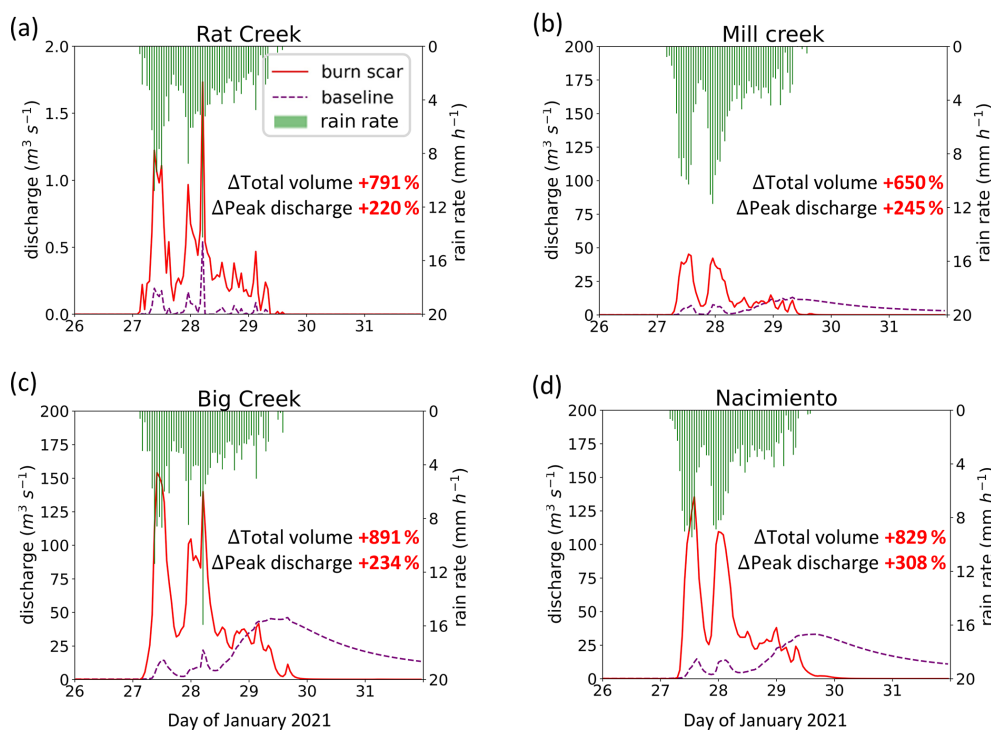 (a)
Rat Creek
2.0
1.5
1.0
0.5
0.0
discharge (m³ s⁻¹)
burn scar
baseline
rain rate
ΔTotal volume +791 %
ΔPeak discharge +220 %
0
4
8
12
16
20
rain rate (mm h⁻¹)
26 27 28 29 30 31
(b)
Mill creek
200
175
150
125
100
75
50
25
0
discharge (m³ s⁻¹)
ΔTotal volume +650 %
ΔPeak discharge +245 %
0
4
8
12
16
20
rain rate (mm h⁻¹)
26 27 28 29 30 31
(c)
Big Creek
200
175
150
125
100
75
50
25
0
discharge (m³ s⁻¹)
ΔTotal volume +891 %
ΔPeak discharge +234 %
0
4
8
12
16
20
rain rate (mm h⁻¹)
26 27 28 29 30 31
Day of January 2021
(d)
Nacimiento
200
175
150
125
100
75
50
25
0
discharge (m³ s⁻¹)
ΔTotal volume +829 %
ΔPeak discharge +308 %
0
4
8
12
16
20
rain rate (mm h⁻¹)
26 27 28 29 30 31
Day of January 2021